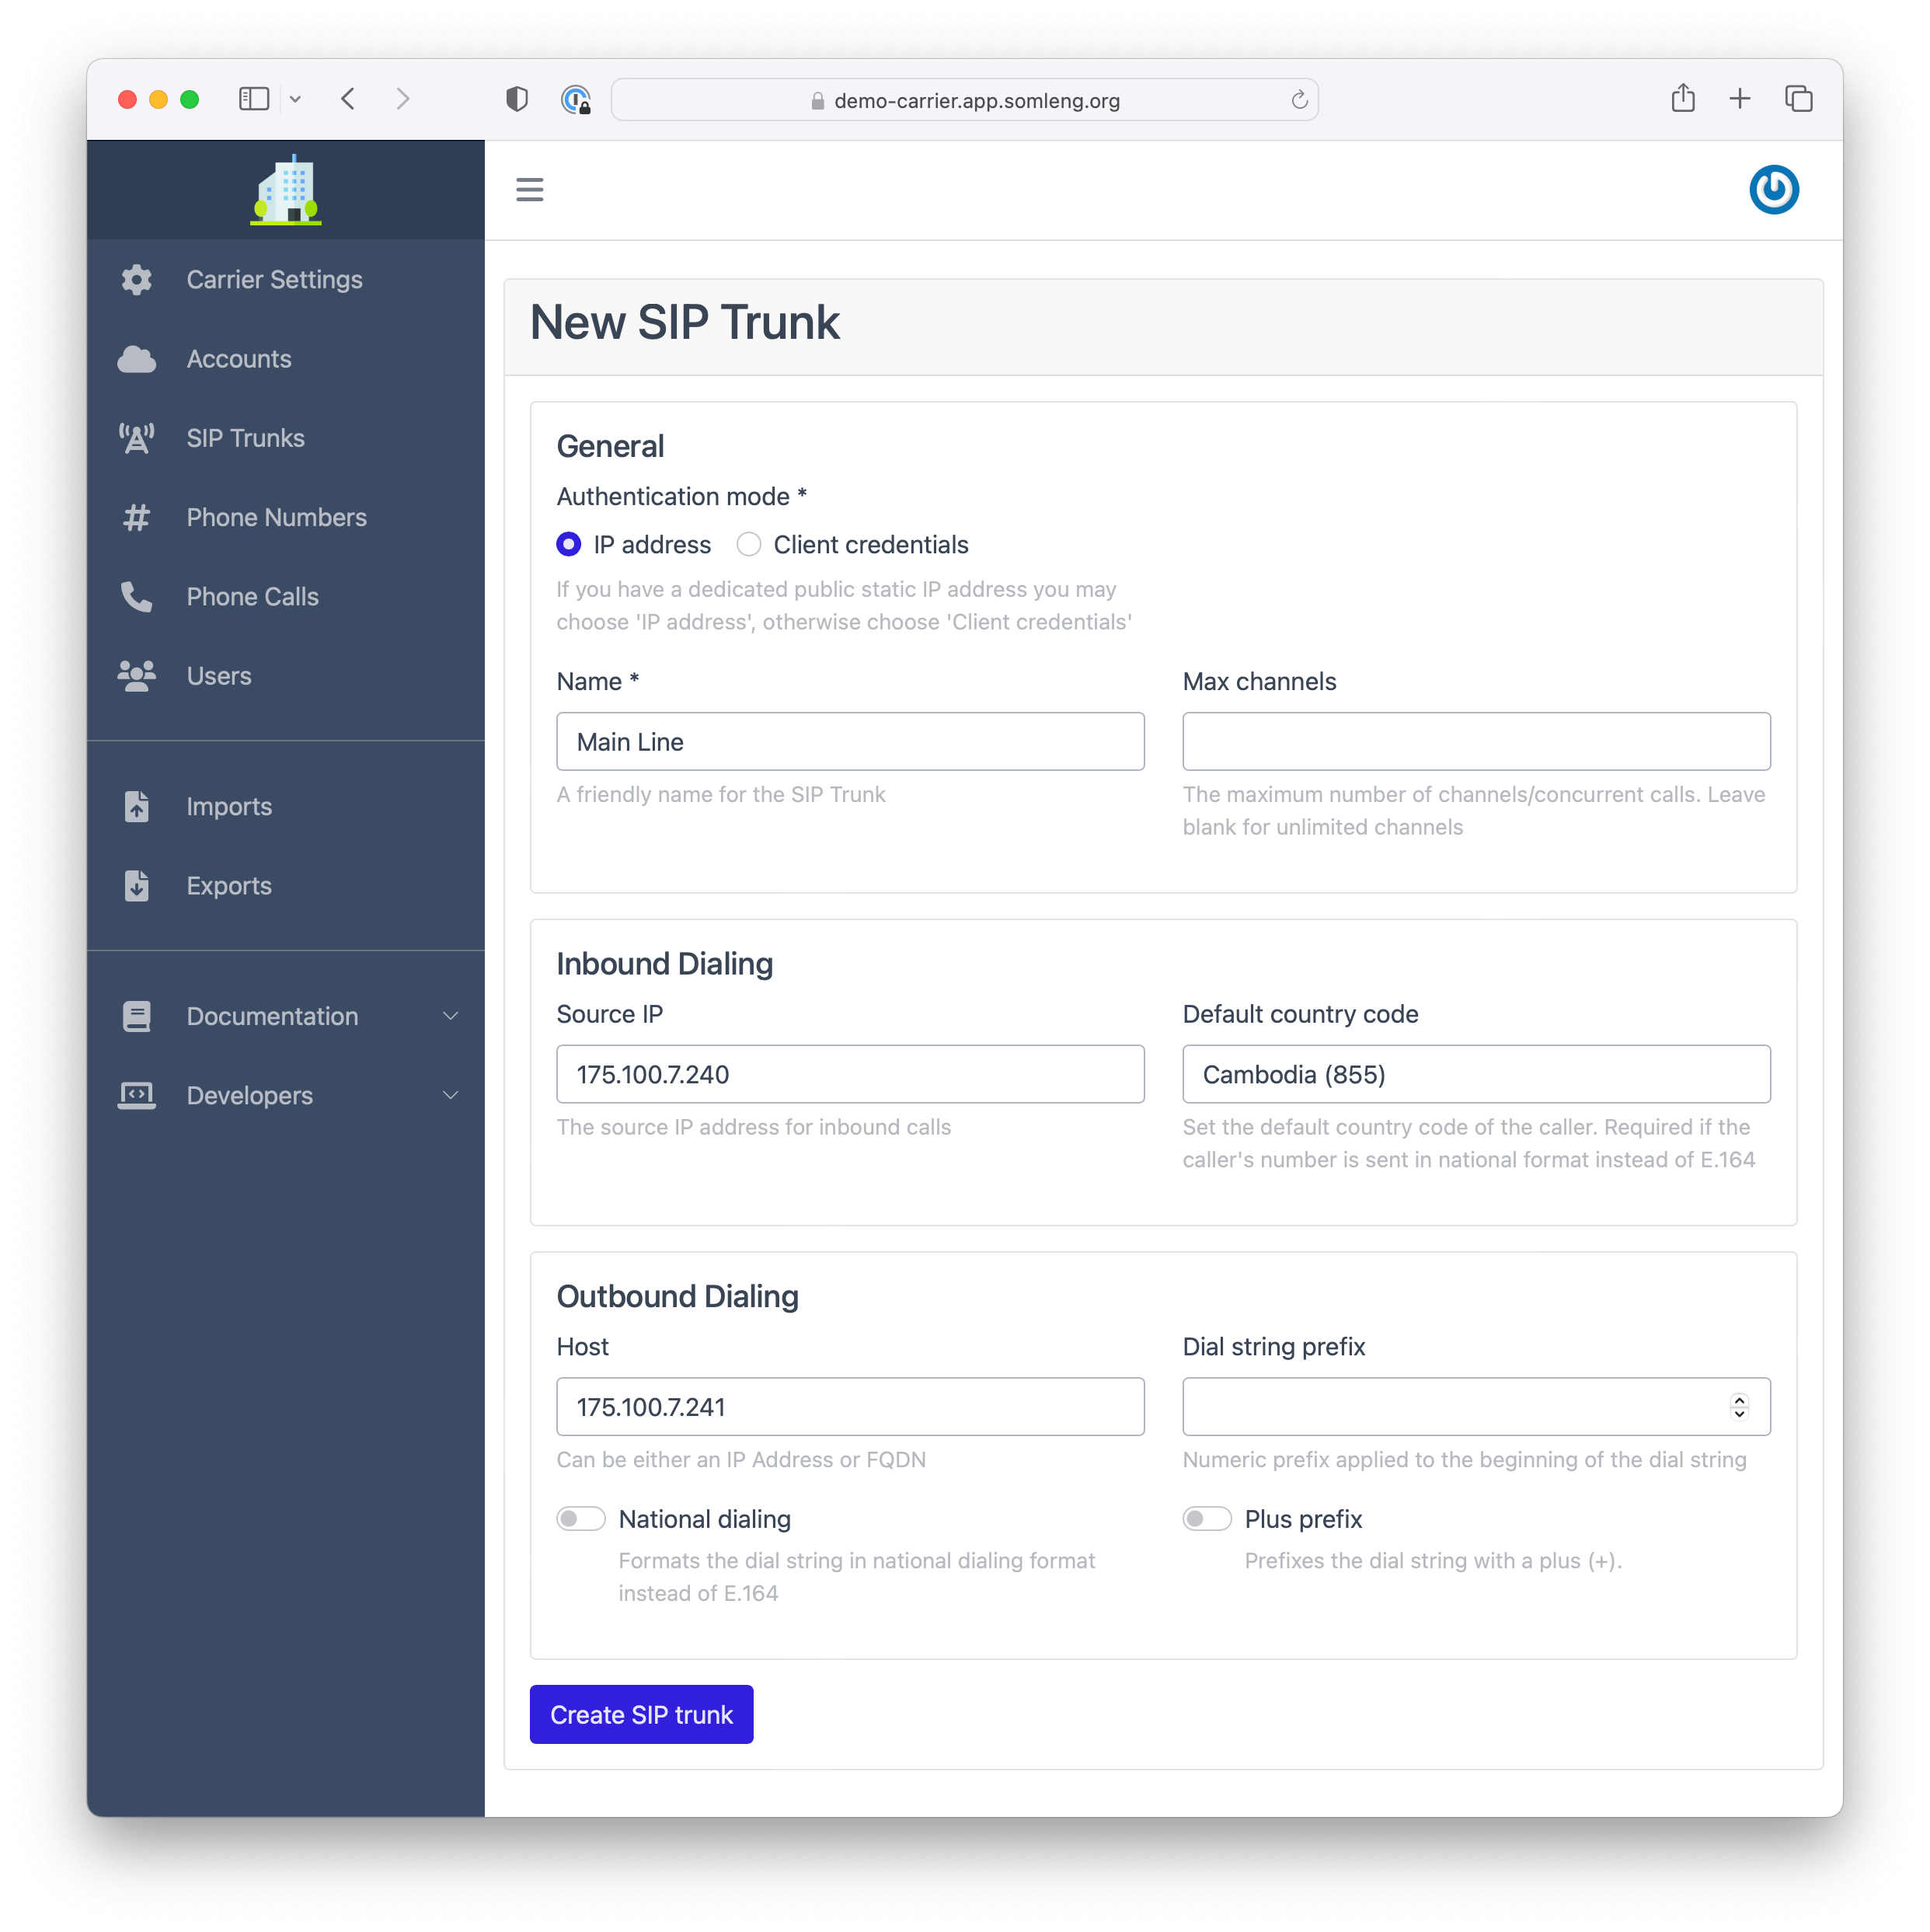 demo-carrier.app.somleng.org
Carrier Settings
Accounts
SIP Trunks
Phone Numbers
Phone Calls
Users
Imports
Exports
Documentation
Developers
New SIP Trunk
General
Authentication mode *
IP address Client credentials
If you have a dedicated public static IP address you may
choose 'IP address', otherwise choose 'Client credentials'
Name *
Main Line
A friendly name for the SIP Trunk
Max channels
The maximum number of channels/concurrent calls. Leave
blank for unlimited channels
Inbound Dialing
Source IP
175.100.7.240
The source IP address for inbound calls
Default country code
Cambodia (855)
Set the default country code of the caller. Required if the
caller's number is sent in national format instead of E.164
Outbound Dialing
Host
175.100.7.241
Can be either an IP Address or FQDN
Dial string prefix
Numeric prefix applied to the beginning of the dial string
National dialing
Formats the dial string in national dialing format
instead of E.164
Plus prefix
Prefixes the dial string with a plus (+).
Create SIP trunk